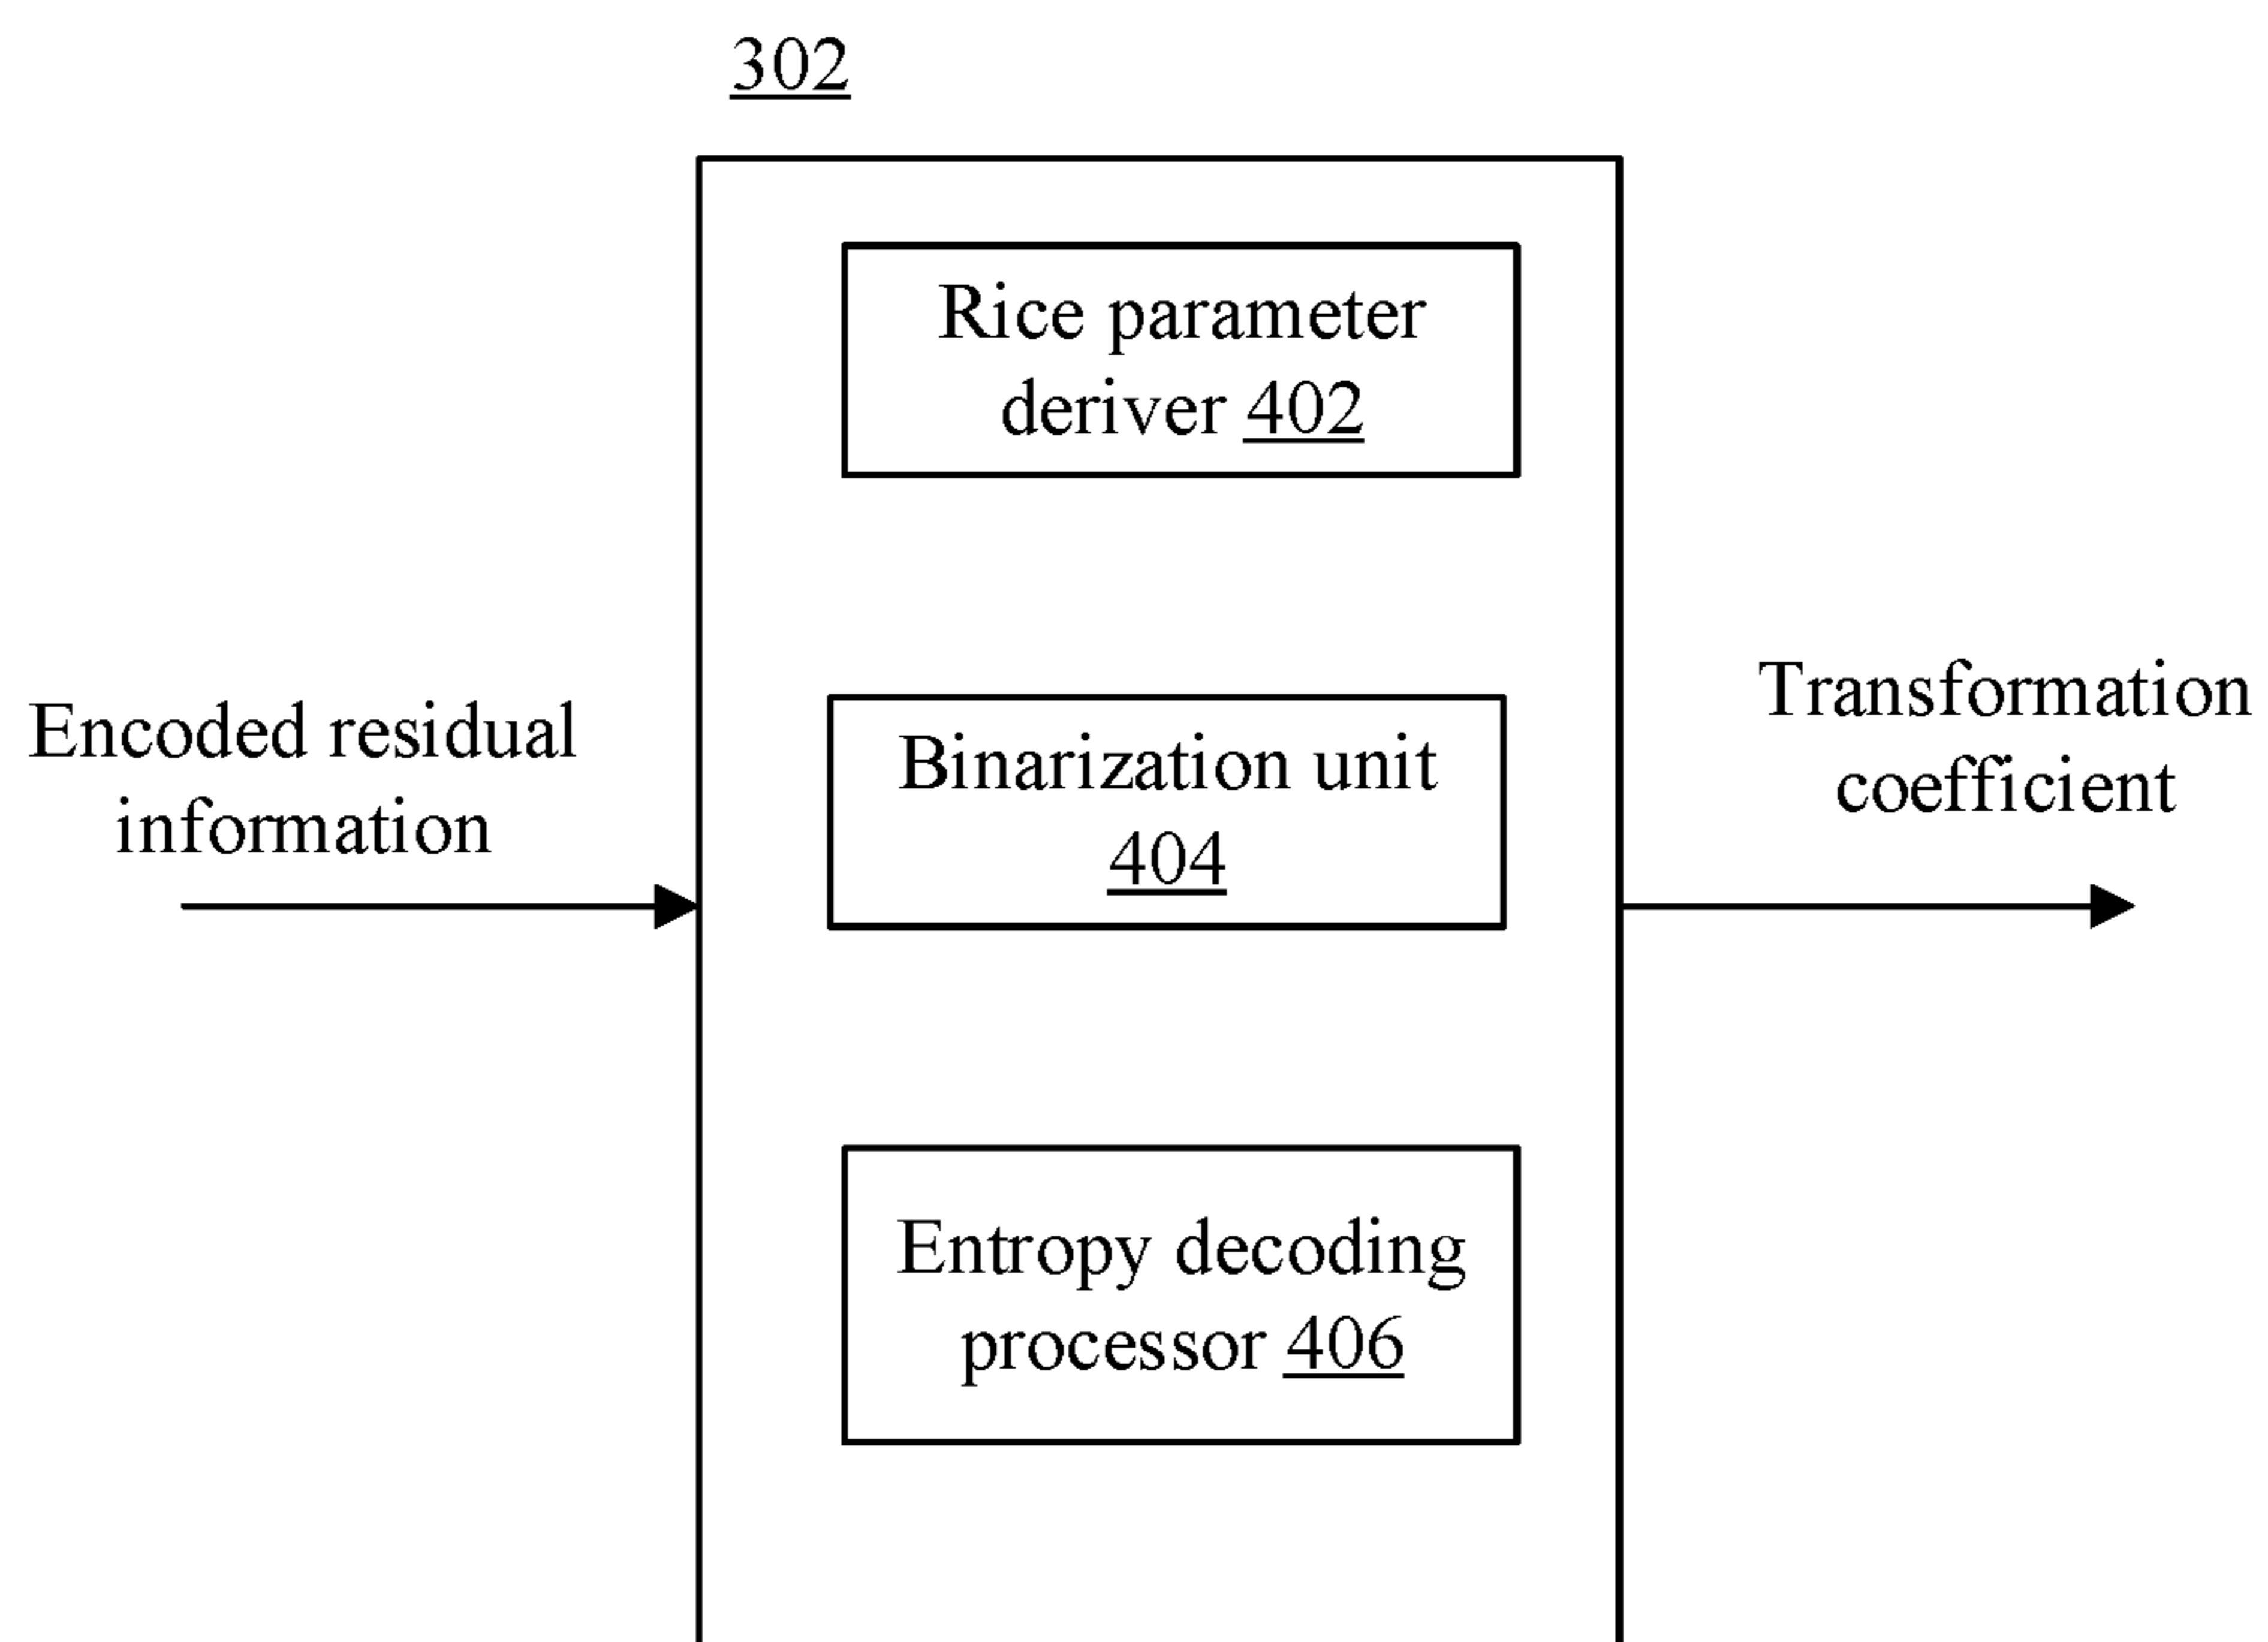 302
Rice parameter
deriver 402
Encoded residual
information
Binarization unit
404
Transformation
coefficient
Entropy decoding
processor 406